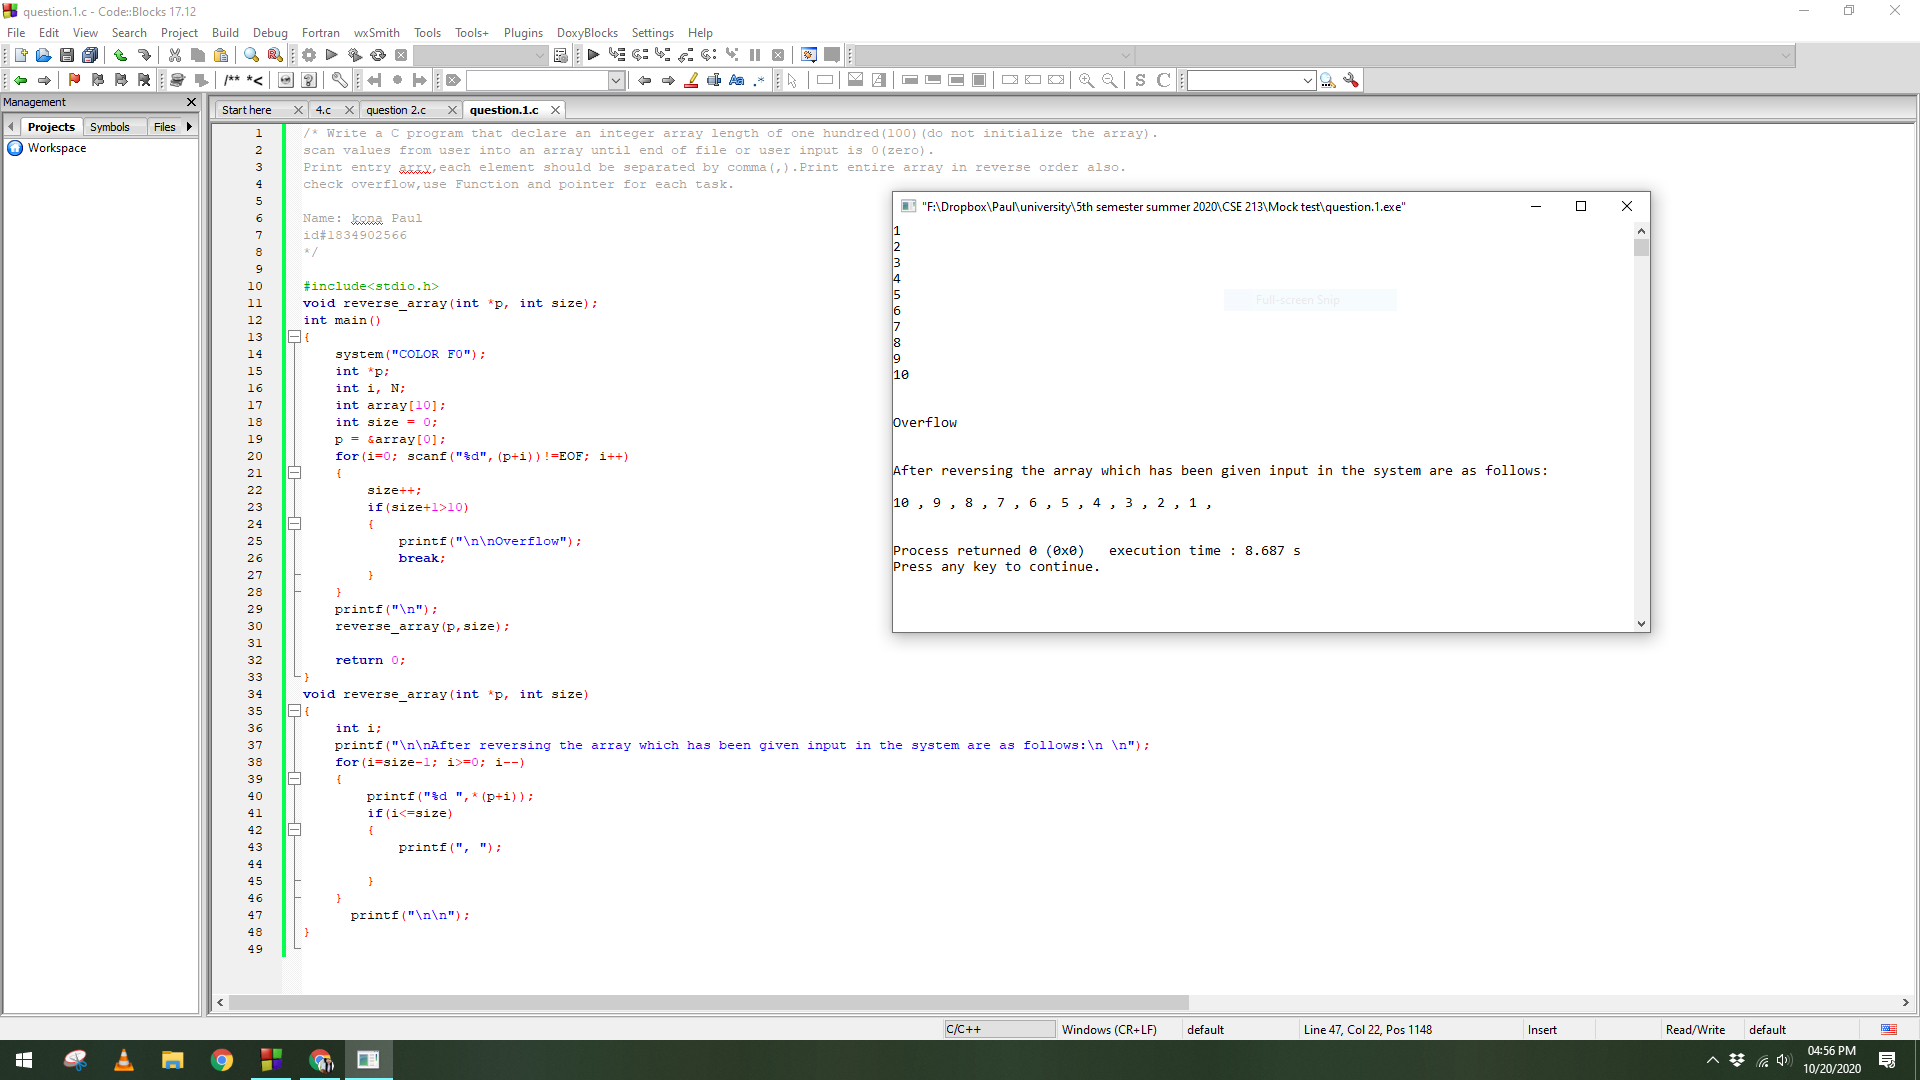 question.1.c - Code::Blocks 17.12
File Edit View Search Project Build Debug Fortran wxSmith Tools Tools+ Plugins DoxyBlocks Settings Help
/** *< 
Aa .*
S C
Management
Projects Symbols Files
Workspace
Start here 4.c question 2.c question.1.c
1 /* Write a C program that declare an integer array length of one hundred(100)(do not initialize the array).
2 scan values from user into an array until end of file or user input is 0(zero).
3 Print entry arry,each element should be separated by comma(,).Print entire array in reverse order also.
4 check overflow,use Function and pointer for each task.
5
6 Name: kona Paul
7 id#1834902566
8 */
9
10 #include<stdio.h>
11 void reverse_array(int *p, int size);
12 int main()
13 {
14 system("COLOR F0");
15 int *p;
16 int i, N;
17 int array[10];
18 int size = 0;
19 p = &array[0];
20 for(i=0; scanf("%d",(p+i))!=EOF; i++)
21 {
22 size++;
23 if(size+1>10)
24 {
25 printf("\n\nOverflow");
26 break;
27 }
28 }
29 printf("\n");
30 reverse_array(p,size);
31
32 return 0;
33 }
34 void reverse_array(int *p, int size)
35 {
36 int i;
37 printf("\n\nAfter reversing the array which has been given input in the system are as follows:\n \n");
38 for(i=size-1; i>=0; i--)
39 {
40 printf("%d ",*(p+i));
41 if(i<=size)
42 {
43 printf(", ");
44
45 }
46 }
47 printf("\n\n");
48 }
49
"F:\Dropbox\Paul\university\5th semester summer 2020\CSE 213\Mock test\question.1.exe"
1
2
3
4
5
Full-screen Snip
6
7
8
9
10
Overflow
After reversing the array which has been given input in the system are as follows:
10 , 9 , 8 , 7 , 6 , 5 , 4 , 3 , 2 , 1 ,
Process returned 0 (0x0) execution time : 8.687 s
Press any key to continue.
C/C++ Windows (CR+LF) default Line 47, Col 22, Pos 1148 Insert Read/Write default
04:56 PM
10/20/2020